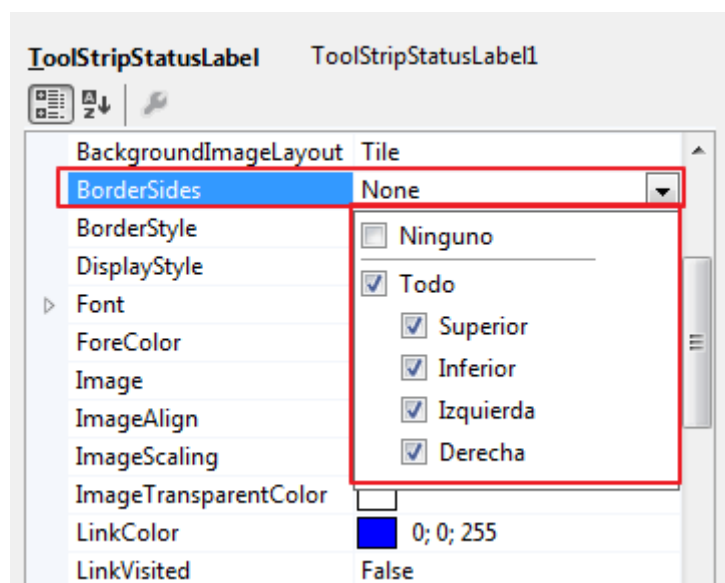 ToolStripStatusLabel ToolStripStatusLabel1
BackgroundImageLayout Tile
BorderSides None
BorderStyle Ninguno
DisplayStyle Todo
Font Superior
ForeColor Inferior
Image Izquierda
ImageAlign Derecha
ImageScaling
ImageTransparentColor
LinkColor 0; 0; 255
LinkVisited False